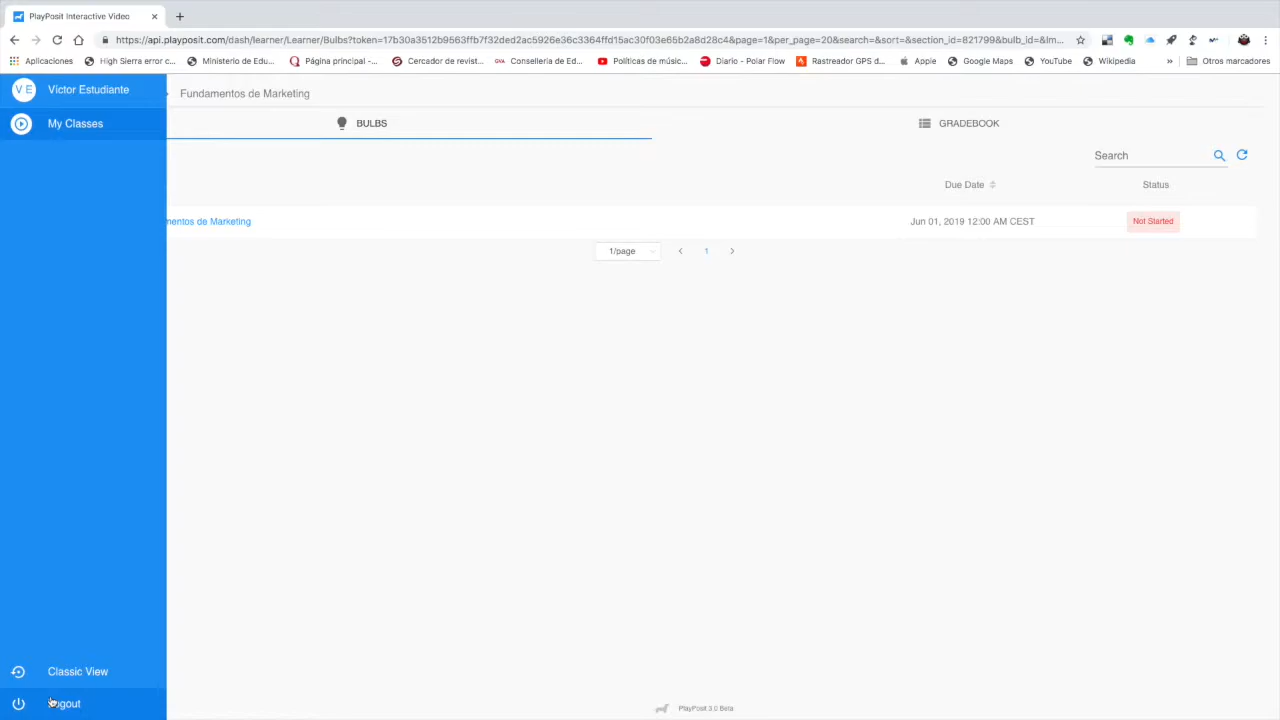 PlayPosit Interactive Video
https://api.playposit.com/dash/learner/Learner/Bulbs?token=17b30a3512b9563ffb7f32ded2ac5926e36c3364ffd15ac30f03e65b2a8d28c4&page=1&per_page=20&search=&sort=&section_id=821799&bulb_id=&lm...
Aplicaciones High Sierra error c... Ministerio de Edu... Página principal -... Cercador de revist... GVA Conselleria de Ed... Políticas de músic... Diario - Polar Flow Rastreador GPS d... Apple Google Maps YouTube Wikipedia » Otros marcadores
V E Victor Estudiante
Fundamentos de Marketing
My Classes
BULBS
GRADEBOOK
Search
Due Date
Status
mentos de Marketing
Jun 01, 2019 12:00 AM CEST
Not Started
1/page
1
Classic View
Logout
PlayPosit 3.0 Beta